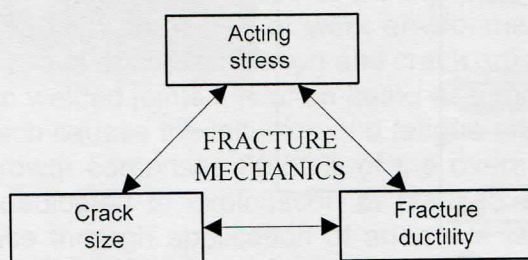 Acting
stress
FRACTURE
MECHANICS
Crack
size
Fracture
ductility